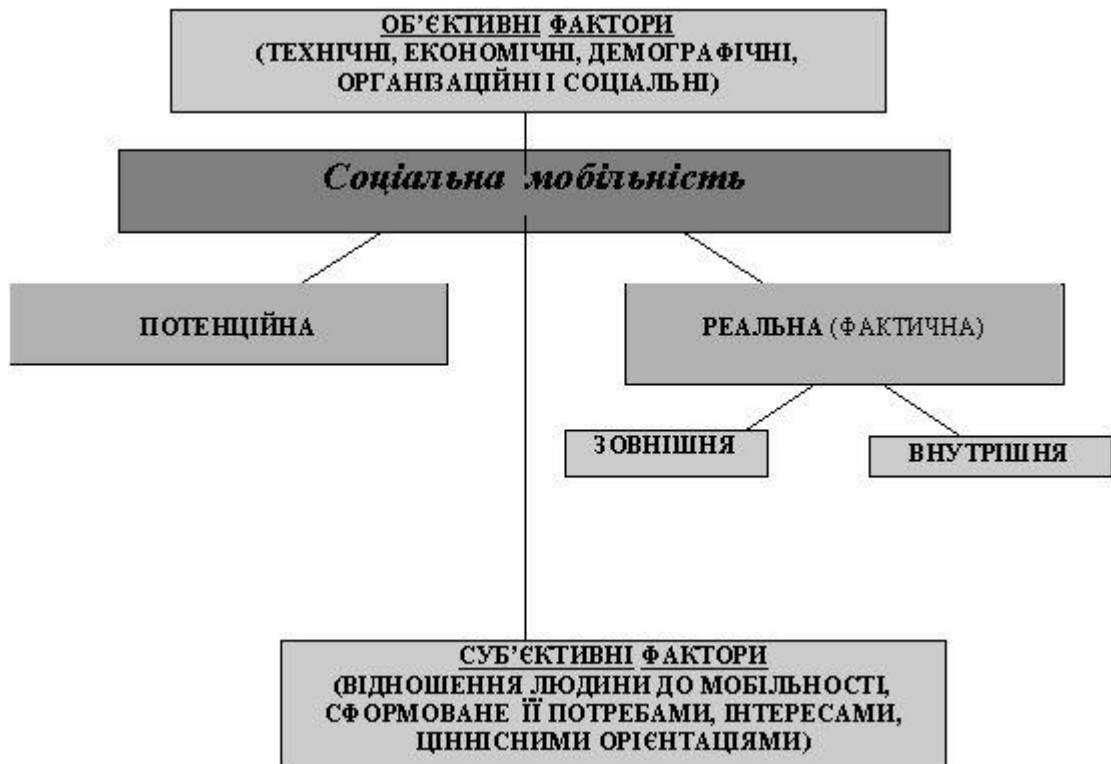 ОБ’ЄКТИВНІ ФАКТОРИ
(ТЕХНІЧНІ, ЕКОНОМІЧНІ, ДЕМОГРАФІЧНІ,
ОРГАНІЗАЦІЙНІ І СОЦІАЛЬНІ)
Соціальна мобільність
ПОТЕНЦІЙНА
РЕАЛЬНА (ФАКТИЧНА)
ЗОВНІШНЯ
ВНУТРІШНЯ
СУБ’ЄКТИВНІ ФАКТОРИ
(ВІДНОШЕННЯ ЛЮДИНИ ДО МОБІЛЬНОСТІ,
СФОРМОВАНЕ ЇЇ ПОТРЕБАМИ, ІНТЕРЕСАМИ,
ЦІННІСНИМИ ОРІЄНТАЦІЯМИ)